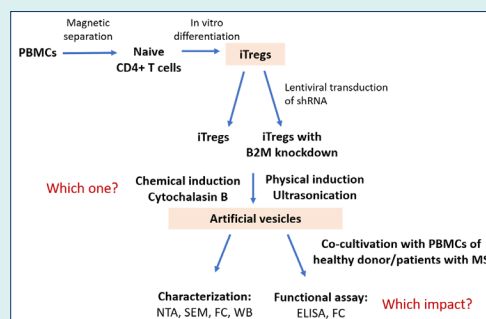 Magnetic
separation
In vitro
differentiation
PBMCs
Naive
CD4+ T cells
iTregs
Lentiviral transduction
of shRNA
iTregs
iTregs with
B2M knockdown
Which one?
Chemical induction
Cytochalasin B
Physical induction
Ultrasonication
Artificial vesicles
Co-cultivation with PBMCs of
healthy donor/patients with MS
Characterization:
NTA, SEM, FC, WB
Functional assay:
ELISA, FC
Which impact?